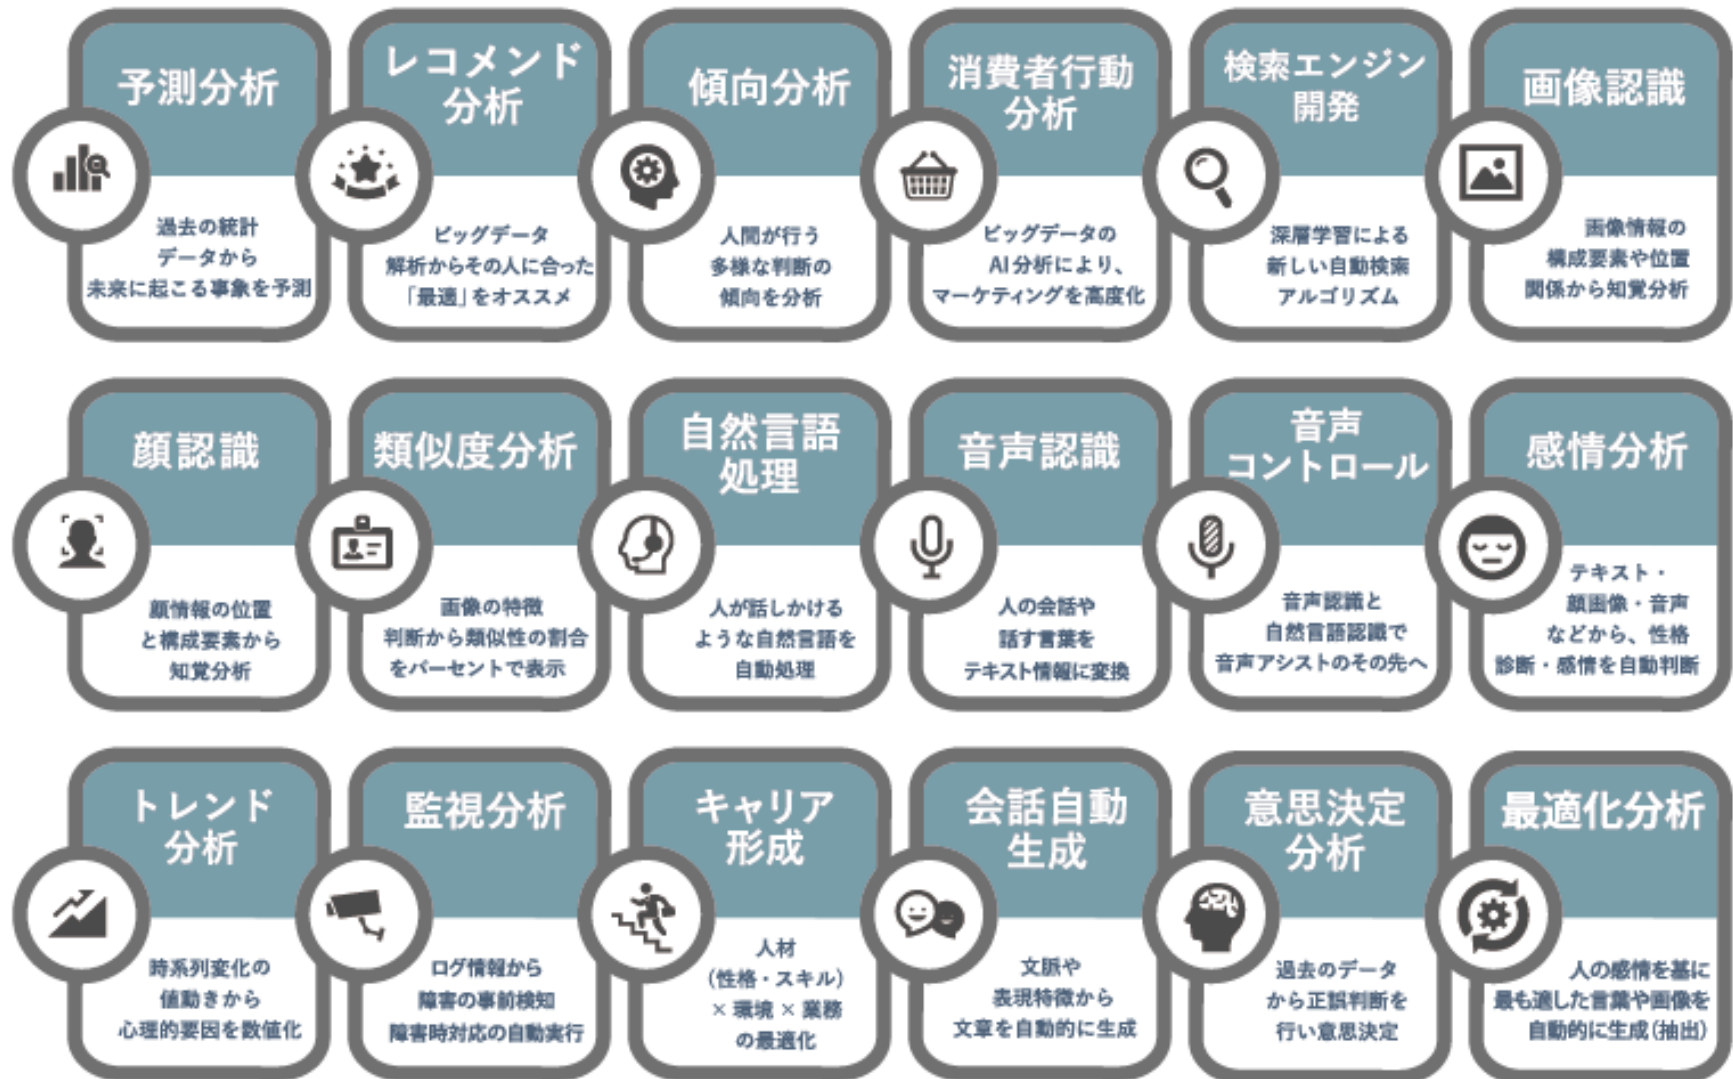 予測分析
過去の統計
データから
未来に起こる事象を予測
レコメンド
分析
ビッグデータ
解析からその人に合った
「最適」をオススメ
傾向分析
人間が行う
多様な判断の
傾向を分析
消費者行動
分析
ビッグデータの
AI分析により、
マーケティングを高度化
検索エンジン
開発
深層学習による
新しい自動検索
アルゴリズム
画像認識
画像情報の
構成要素や位置
関係から知覚分析
顔認識
顔情報の位置
と構成要素から
知覚分析
類似度分析
画像の特徴
判断から類似性の割合
をパーセントで表示
自然言語
処理
人が話しかける
ような自然言語を
自動処理
音声認識
人の会話や
話す言葉を
テキスト情報に変換
音声
コントロール
音声認識と
自然言語認識で
音声アシストのその先へ
感情分析
テキスト・
顔画像・音声
などから、性格
診断・感情を自動判断
トレンド
分析
時系列変化の
値動きから
心理的要因を数値化
監視分析
ログ情報から
障害の事前検知
障害時対応の自動実行
キャリア
形成
人材
(性格・スキル)
×環境×業務
の最適化
会話自動
生成
文脈や
表現特徴から
文章を自動的に生成
意思決定
分析
過去のデータ
から正誤判断を
行い意思決定
最適化分析
人の感情を基に
最も適した言葉や画像を
自動的に生成(抽出)